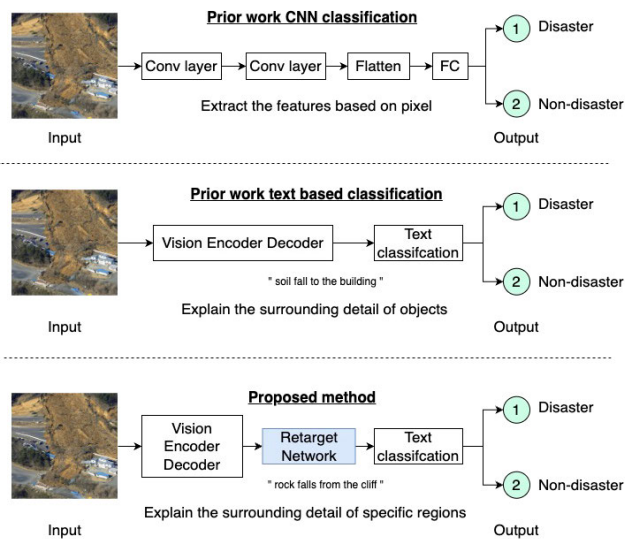 Prior work CNN classification
Conv layer Conv layer Flatten FC 1 Disaster
Extract the features based on pixel 2 Non-disaster
Input Output
Prior work text based classification
Vision Encoder Decoder Text classifcation 1 Disaster
" soil fall to the building " 2 Non-disaster
Explain the surrounding detail of objects
Input Output
Proposed method
Vision Encoder Decoder Retarget Network Text classifcation 1 Disaster
" rock falls from the cliff " 2 Non-disaster
Explain the surrounding detail of specific regions
Input Output